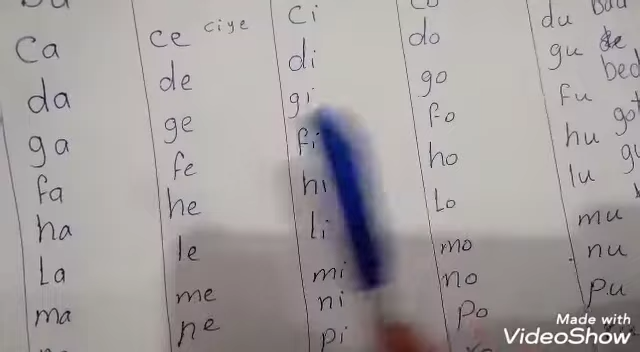 Ca ce ciye ci
da de di do du
ga ge gi go gu
fa fe fi fo fu
ha he hi ho hu
La le li Lo lu
ma me mi mo mu
ne ni no nu
pi Po Pu
Made with
VideoShow